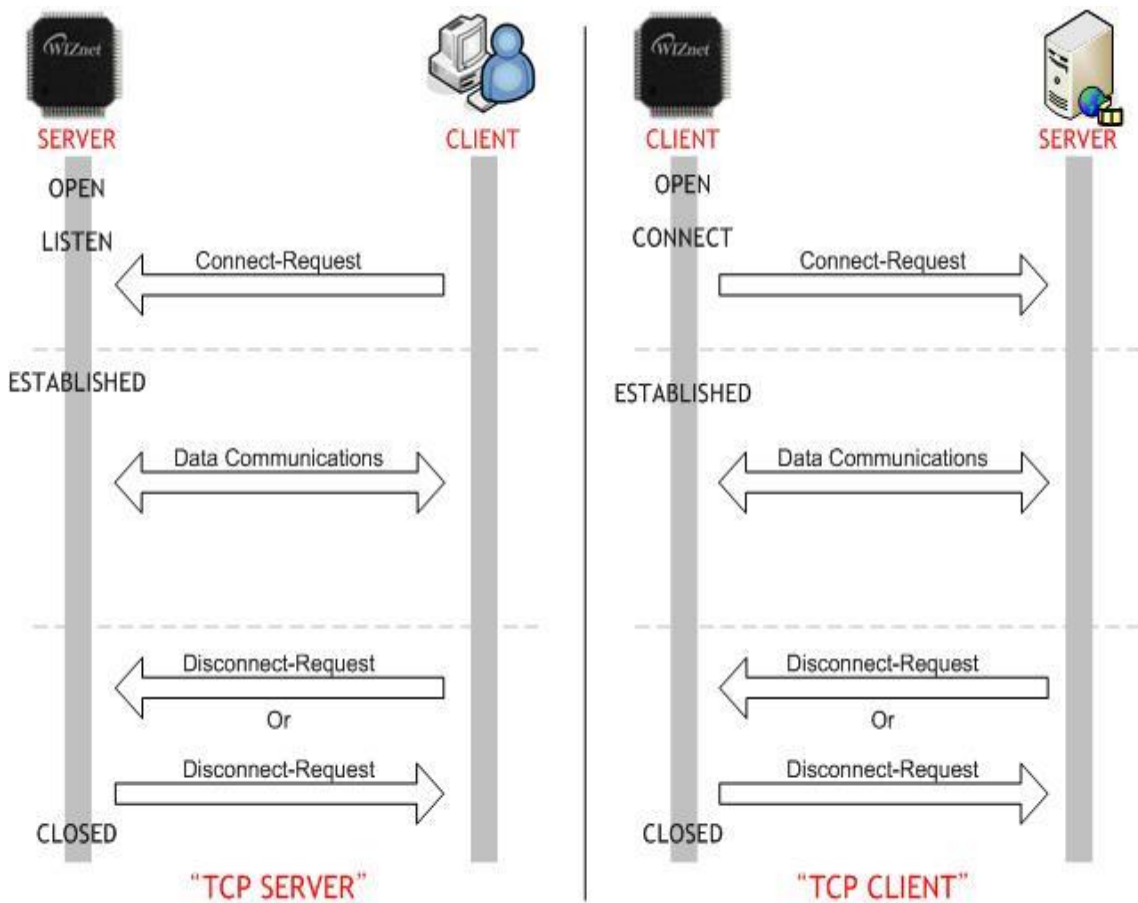 WIZnet
SERVER
CLIENT
OPEN
LISTEN
Connect-Request
ESTABLISHED
Data Communications
Disconnect-Request
Or
Disconnect-Request
CLOSED
"TCP SERVER"
WIZnet
CLIENT
SERVER
OPEN
CONNECT
Connect-Request
ESTABLISHED
Data Communications
Disconnect-Request
Or
Disconnect-Request
CLOSED
"TCP CLIENT"